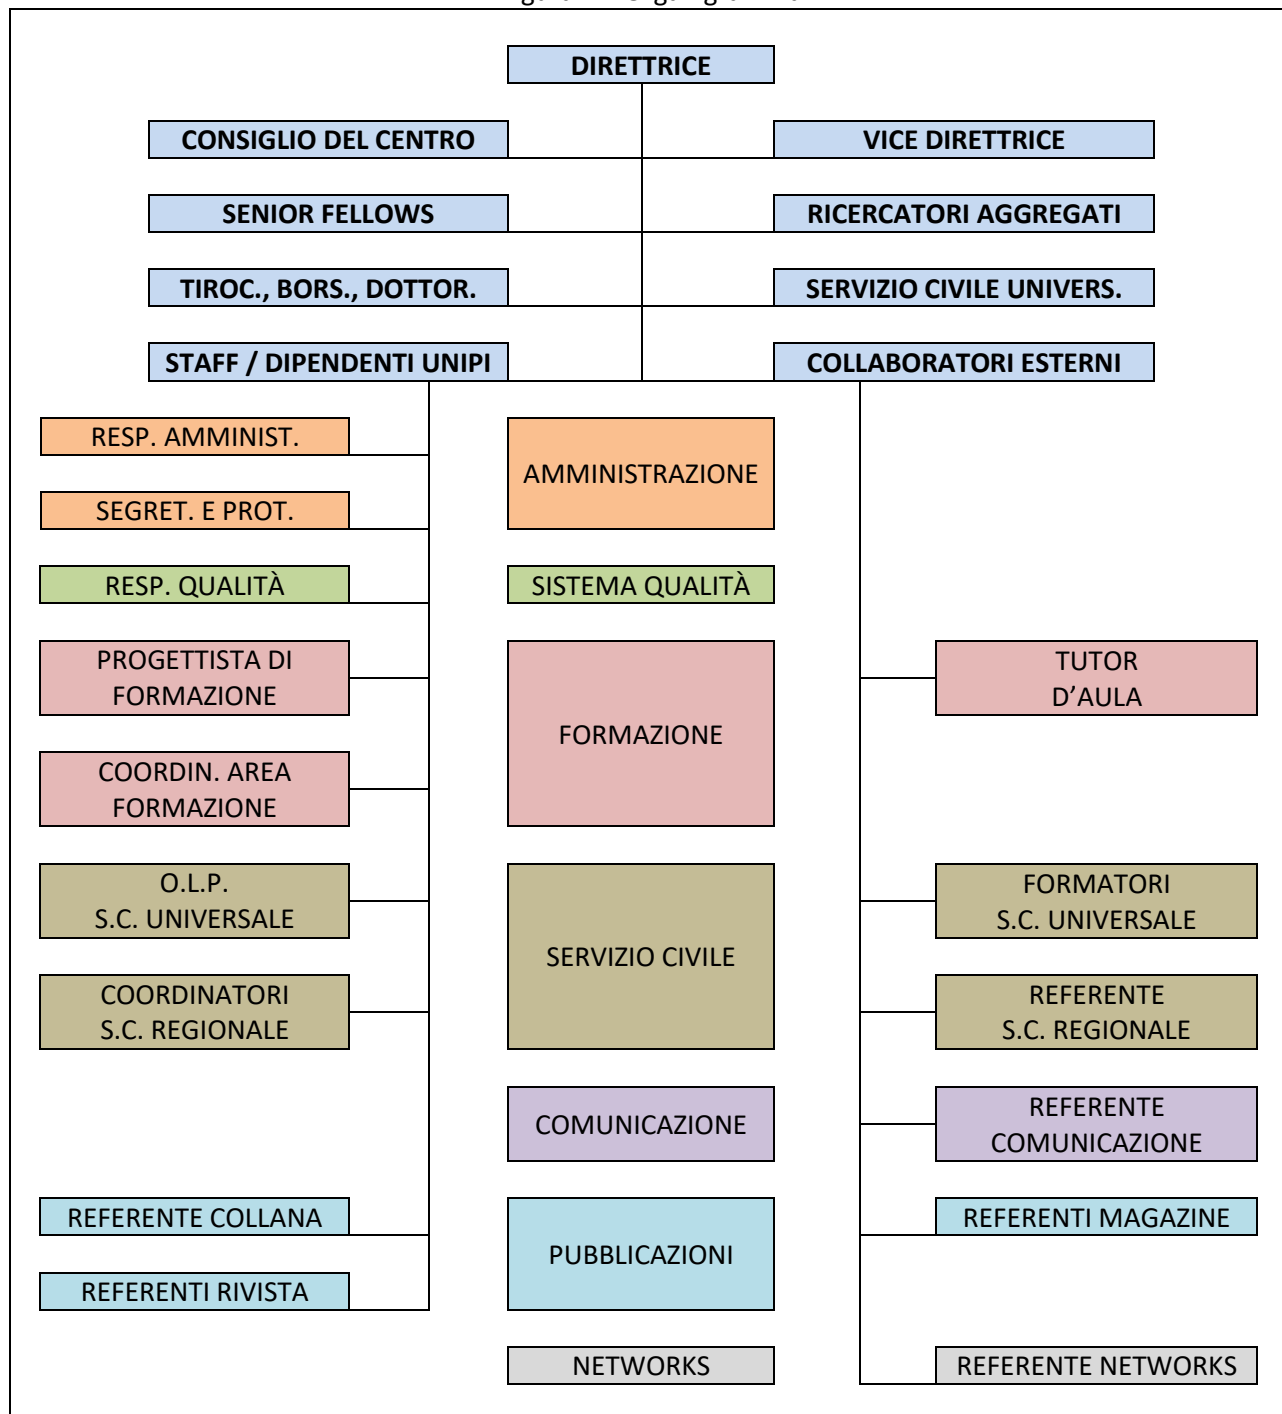 DIRETTRICE
CONSIGLIO DEL CENTRO
VICE DIRETTRICE
SENIOR FELLOWS
RICERCATORI AGGREGATI
TIROC., BORS., DOTTOR.
SERVIZIO CIVILE UNIVERS.
STAFF / DIPENDENTI UNIPI
COLLABORATORI ESTERNI
RESP. AMMINIST.
AMMINISTRAZIONE
SEGRET. E PROT.
RESP. QUALITÀ
SISTEMA QUALITÀ
PROGETTISTA DI
FORMAZIONE
FORMAZIONE
TUTOR
D’AULA
COORDIN. AREA
FORMAZIONE
O.L.P.
S.C. UNIVERSALE
SERVIZIO CIVILE
FORMATORI
S.C. UNIVERSALE
COORDINATORI
S.C. REGIONALE
REFERENTE
S.C. REGIONALE
COMUNICAZIONE
REFERENTE
COMUNICAZIONE
REFERENTE COLLANA
PUBBLICAZIONI
REFERENTI MAGAZINE
REFERENTI RIVISTA
NETWORKS
REFERENTE NETWORKS